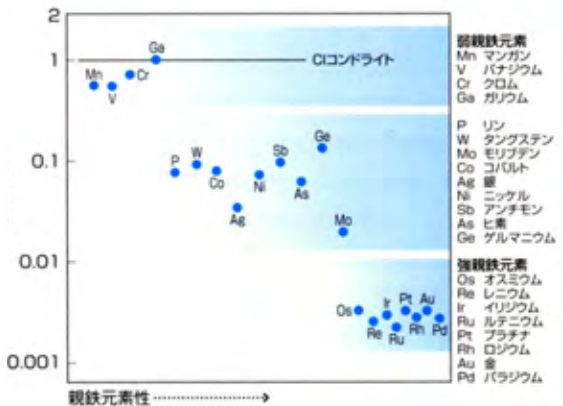 2
1
0.1
0.01
0.001
Mn
V
Cr
Ga
CIコンドライト
P
W
Co
Ag
Ni
Sb
As
Ge
Mo
Os
Re
Ir
Ru
Pt
Rh
Au
Pd
親鉄元素性
弱親鉄元素
Mn マンガン
V バナジウム
Cr クロム
Ga ガリウム
P リン
W タングステン
Mo モリブデン
Co コバルト
Ag 銀
Ni ニッケル
Sb アンチモン
As ヒ素
Ge ゲルマニウム
強親鉄元素
Os オスミウム
Re レニウム
Ir イリジウム
Ru ルテニウム
Pt プラチナ
Rh ロジウム
Au 金
Pd パラジウム